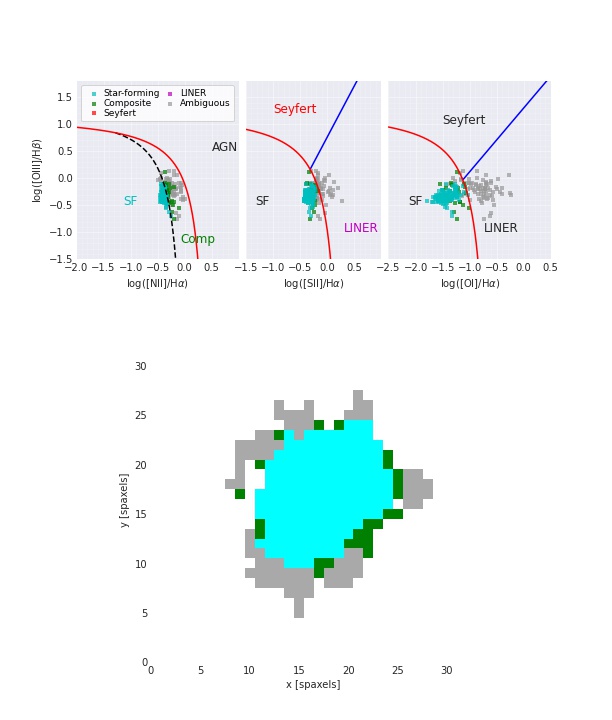 1.5
1.0
0.5
0.0
−0.5
−1.0
−1.5
log([OIII]/Hβ)
Star-forming
Composite
Seyfert
LINER
Ambiguous
AGN
SF
Comp
−2.0 −1.5 −1.0 −0.5 0.0 0.5
log([NII]/Hα)
Seyfert
SF
LINER
−1.5 −1.0 −0.5 0.0 0.5
log([SII]/Hα)
Seyfert
SF
LINER
−2.5 −2.0 −1.5 −1.0 −0.5 0.0 0.5
log([OI]/Hα)
30
25
20
15
10
5
0
y [spaxels]
0 5 10 15 20 25 30
x [spaxels]